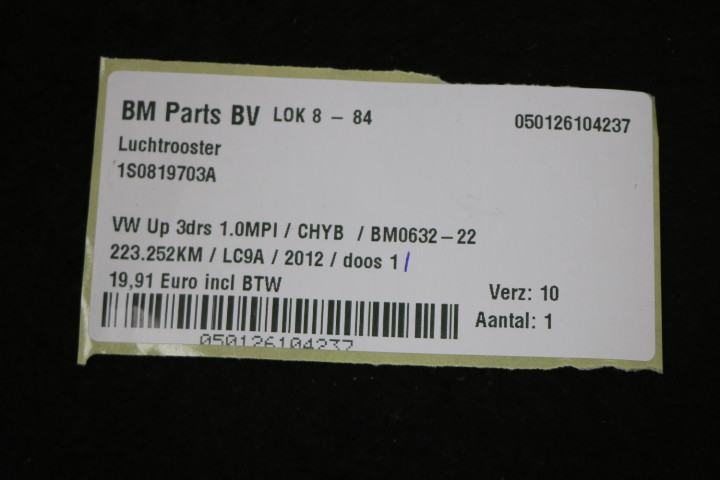 BM Parts BV LOK 8 - 84 050126104237
Luchtrooster
1S0819703A
VW Up 3drs 1.0MPI / CHYB / BM0632-22
223.252KM / LC9A / 2012 / doos 1
19,91 Euro incl BTW
Verz: 10
Aantal: 1
050126104237